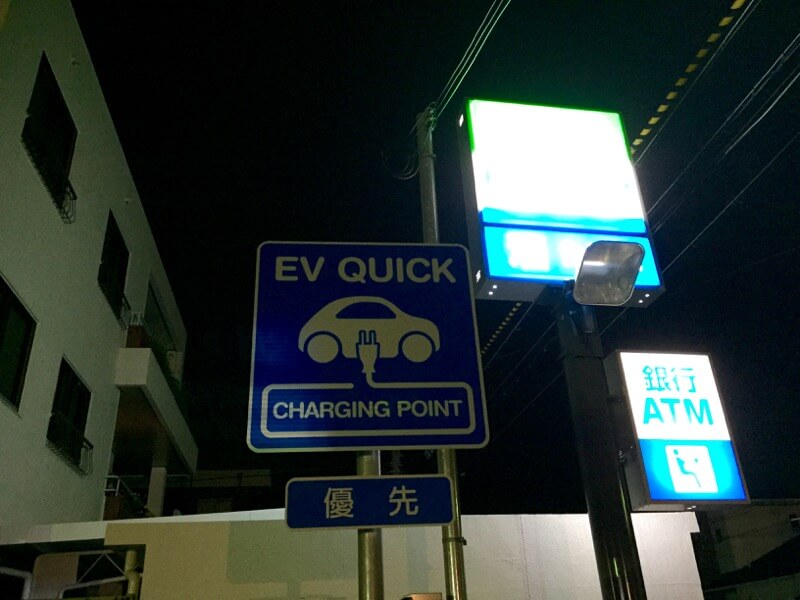 EV QUICK
CHARGING POINT
優先
銀行
ATM